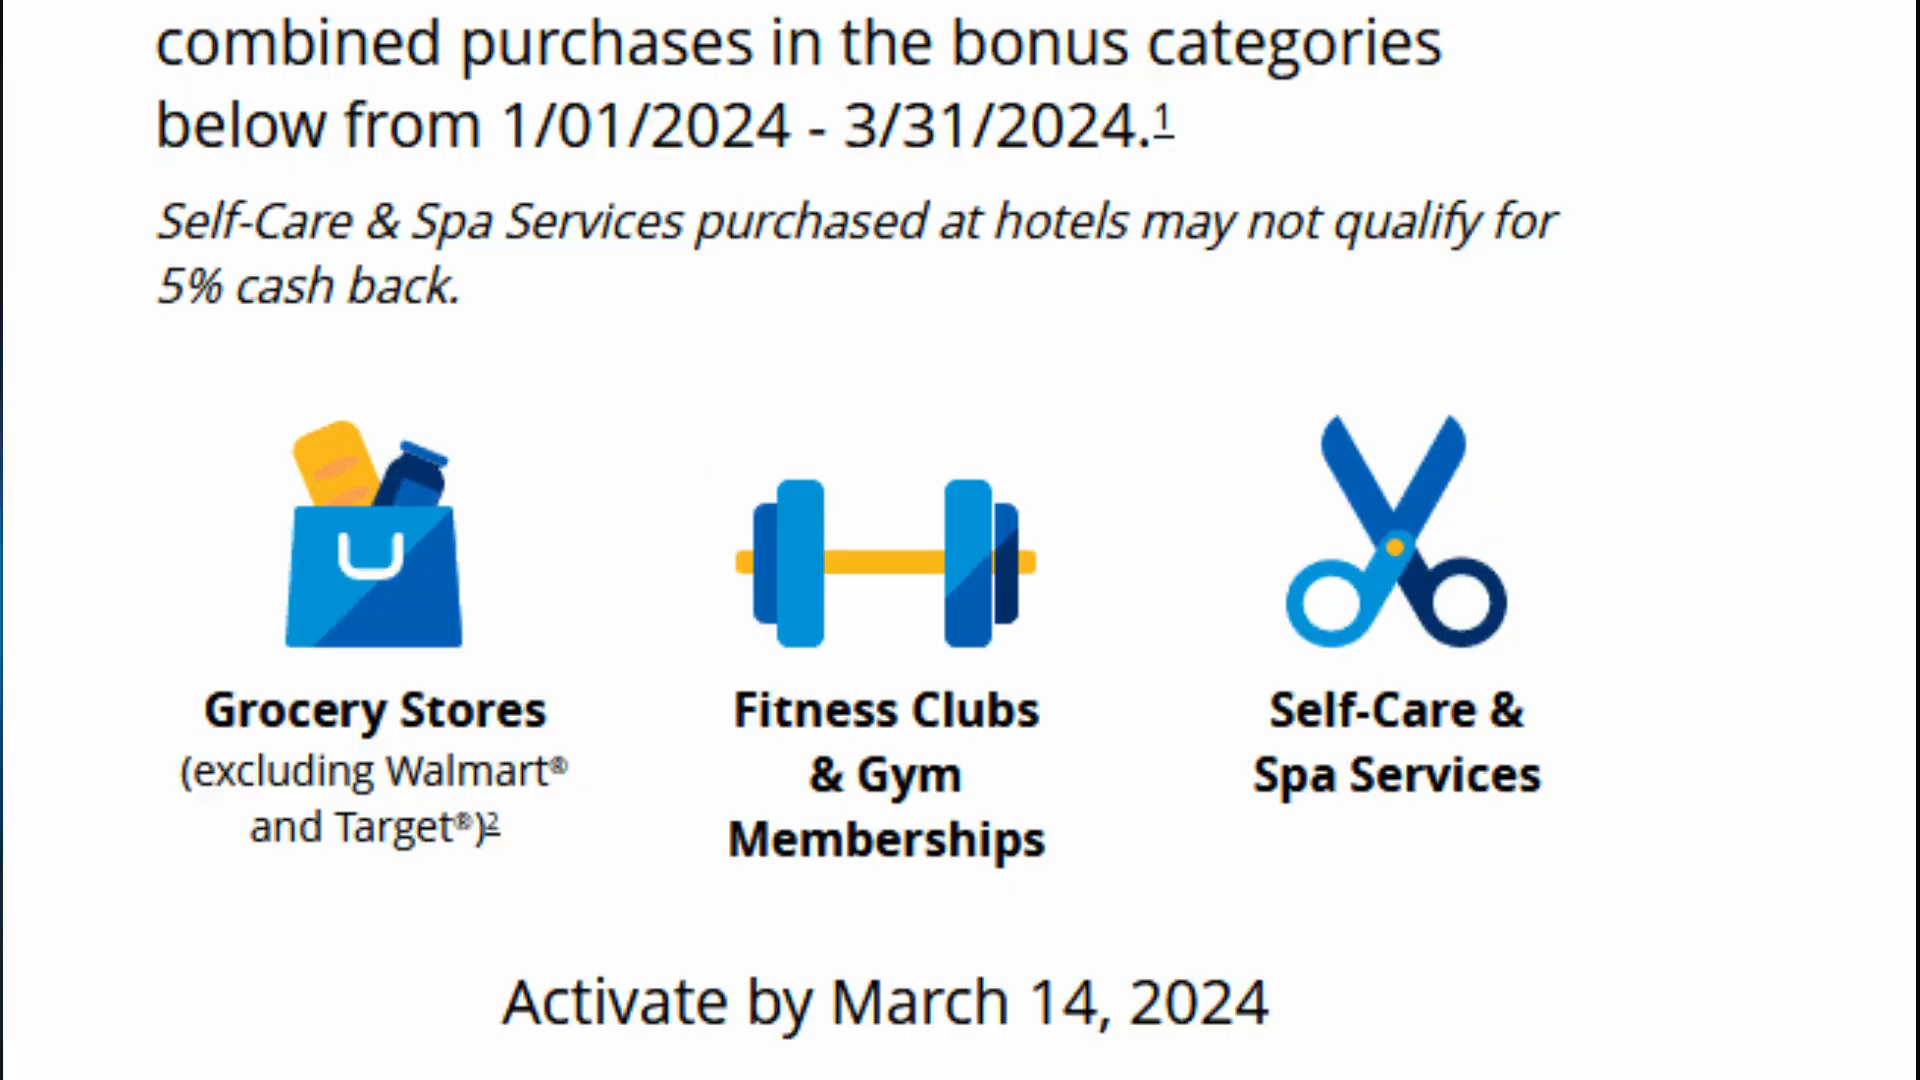 combined purchases in the bonus categories
below from 1/01/2024 - 3/31/2024.¹
Self-Care & Spa Services purchased at hotels may not qualify for
5% cash back.
Grocery Stores
(excluding Walmart®
and Target®)²
Fitness Clubs
& Gym
Memberships
Self-Care &
Spa Services
Activate by March 14, 2024